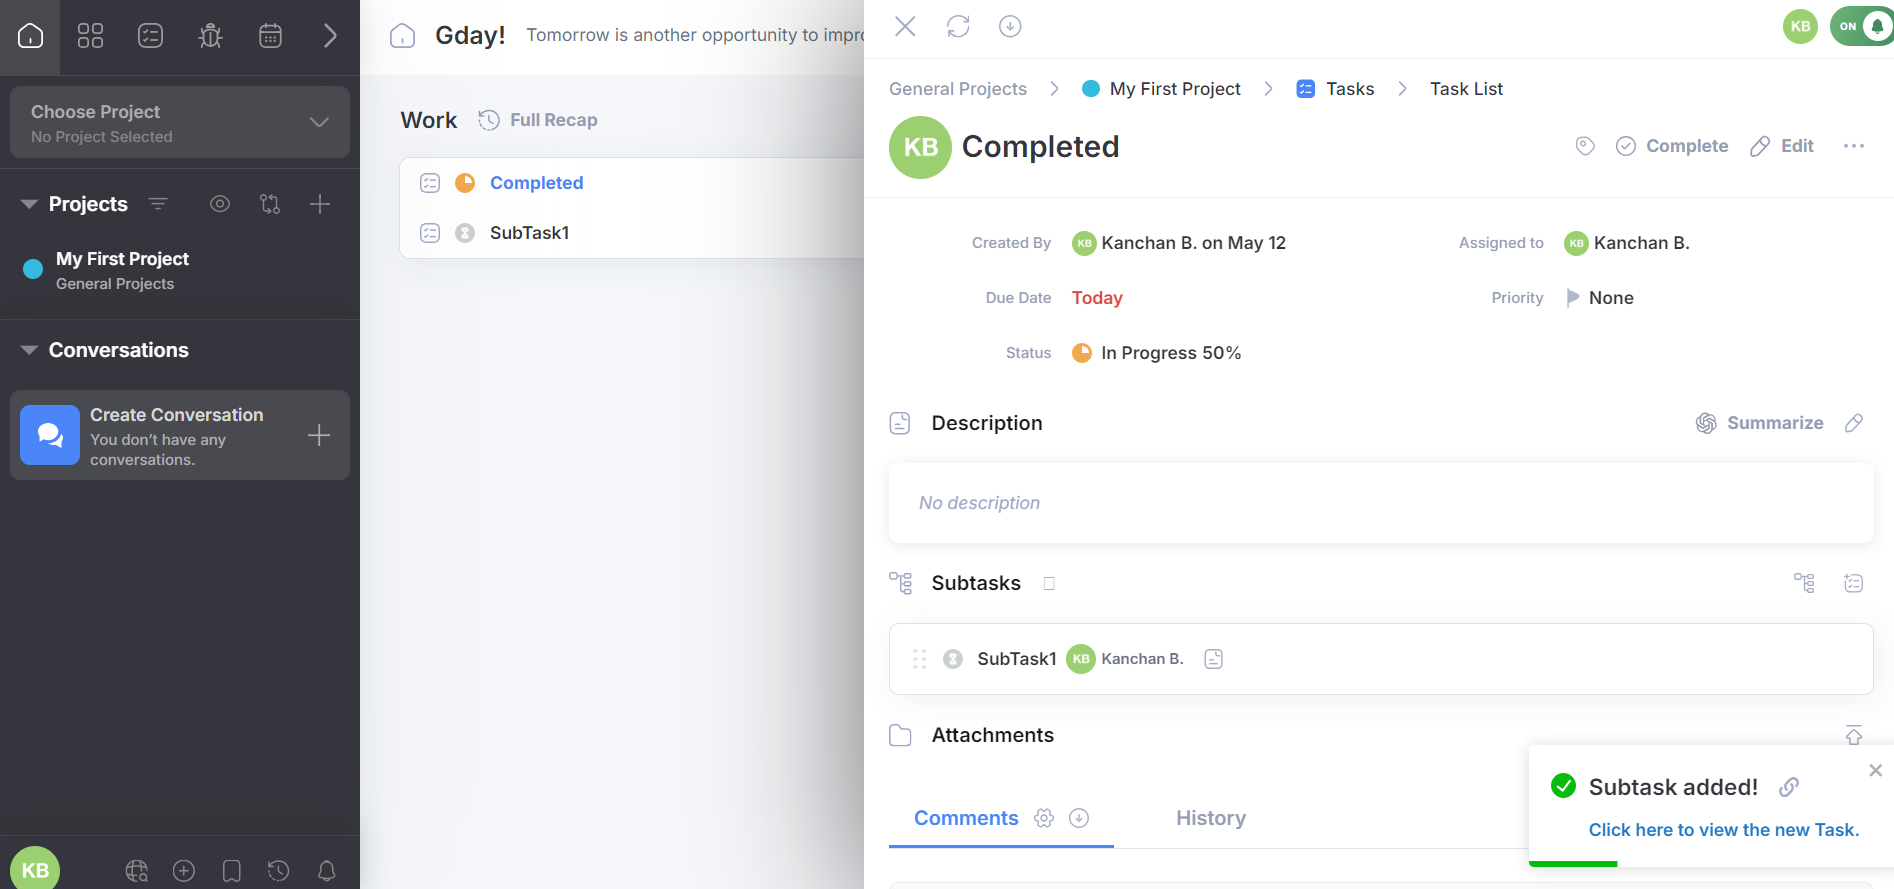 Choose Project
No Project Selected
Projects
My First Project
General Projects
Conversations
Create Conversation
You don't have any
conversations.
KB
Gday!
Tomorrow is another opportunity to impro
Work
Full Recap
Completed
SubTask1
KB
ON
General Projects
My First Project
Tasks
Task List
KB
Completed
Complete
Edit
Created By
KB Kanchan B. on May 12
Assigned to
KB Kanchan B.
Due Date
Today
Priority
None
Status
In Progress 50%
Description
Summarize
No description
Subtasks
SubTask1
KB Kanchan B.
Attachments
Comments
History
Subtask added!
Click here to view the new Task.